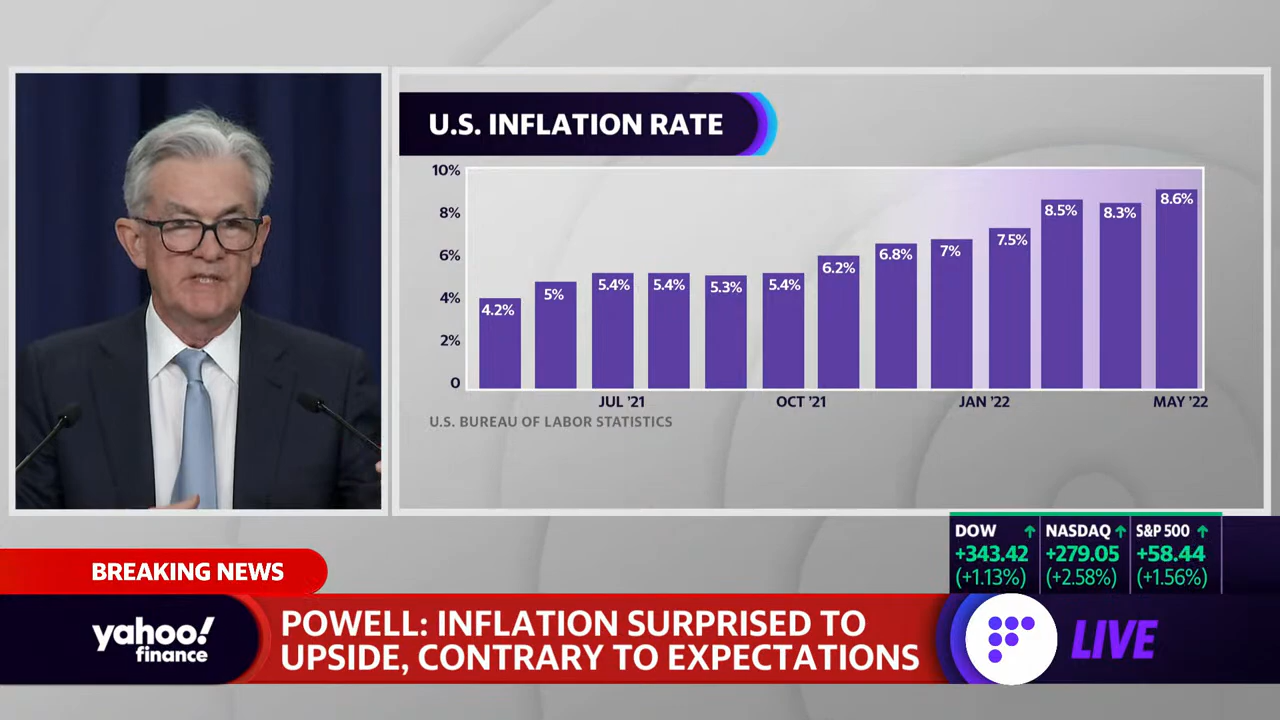 U.S. INFLATION RATE
10%
8%
6%
4%
2%
0
4.2%
5%
5.4%
5.4%
5.3%
5.4%
6.2%
6.8%
7%
7.5%
8.5%
8.3%
8.6%
JUL '21
OCT '21
JAN '22
MAY '22
U.S. BUREAU OF LABOR STATISTICS
DOW
+343.42
(+1.13%)
NASDAQ
+279.05
(+2.58%)
S&P 500
+58.44
(+1.56%)
BREAKING NEWS
yahoo!
finance
POWELL: INFLATION SURPRISED TO
UPSIDE, CONTRARY TO EXPECTATIONS
LIVE